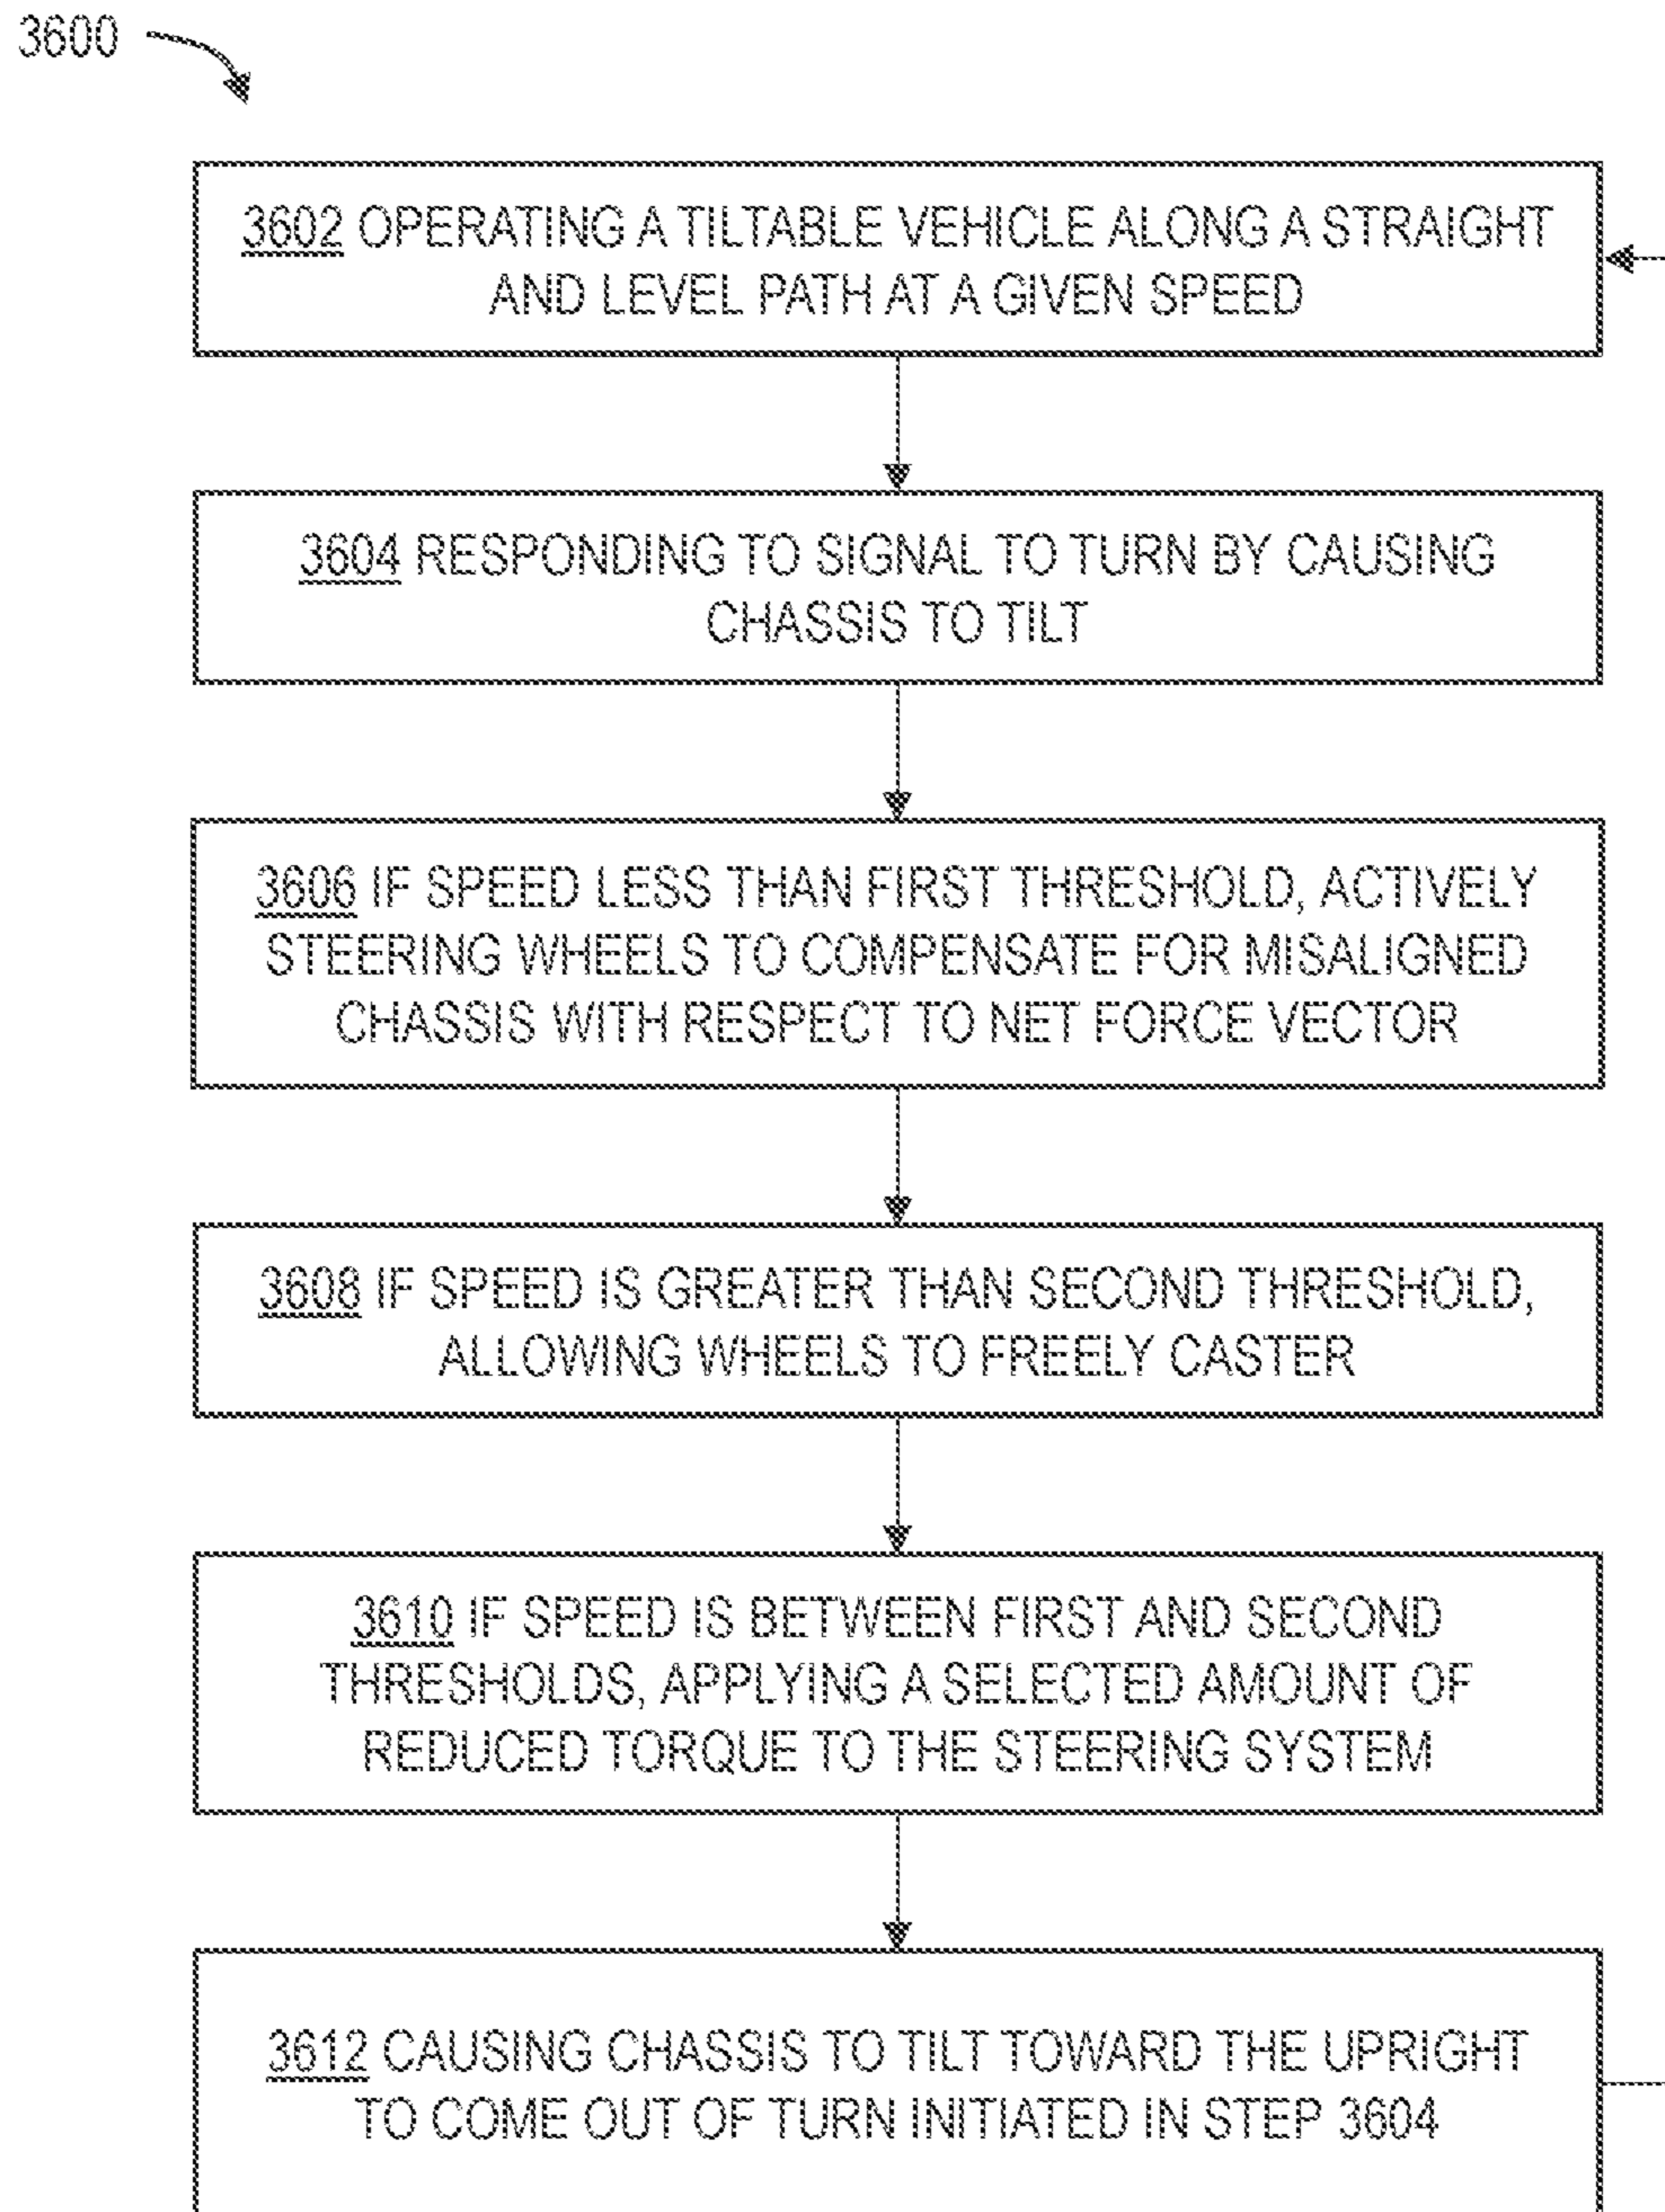 3600
3602 OPERATING A TILTABLE VEHICLE ALONG A STRAIGHT
AND LEVEL PATH AT A GIVEN SPEED
3604 RESPONDING TO SIGNAL TO TURN BY CAUSING
CHASSIS TO TILT
3606 IF SPEED LESS THAN FIRST THRESHOLD, ACTIVELY
STEERING WHEELS TO COMPENSATE FOR MISALIGNED
CHASSIS WITH RESPECT TO NET FORCE VECTOR
3608 IF SPEED IS GREATER THAN SECOND THRESHOLD,
ALLOWING WHEELS TO FREELY CASTER
3610 IF SPEED IS BETWEEN FIRST AND SECOND
THRESHOLDS, APPLYING A SELECTED AMOUNT OF
REDUCED TORQUE TO THE STEERING SYSTEM
3612 CAUSING CHASSIS TO TILT TOWARD THE UPRIGHT
TO COME OUT OF TURN INITIATED IN STEP 3604